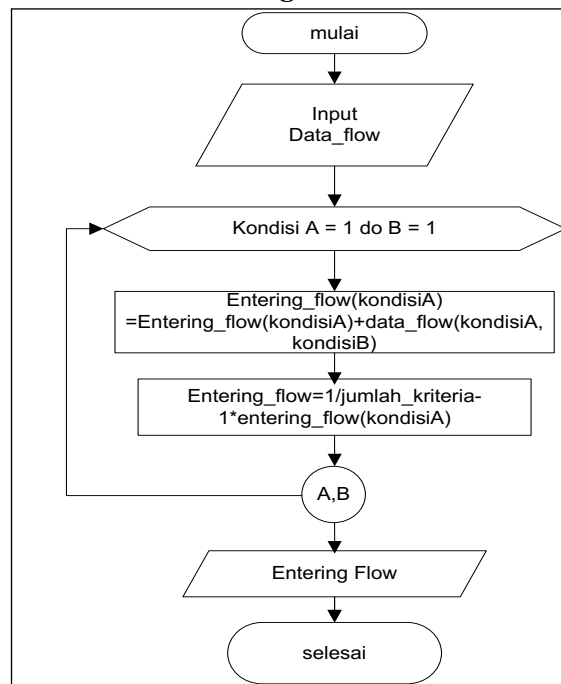 mulai
Input
Data_flow
Kondisi A = 1 do B = 1
Entering_flow(kondisiA)
=Entering_flow(kondisiA)+data_flow(kondisiA,
kondisiB)
Entering_flow=1/jumlah_kriteria-
1*entering_flow(kondisiA)
A,B
Entering Flow
selesai